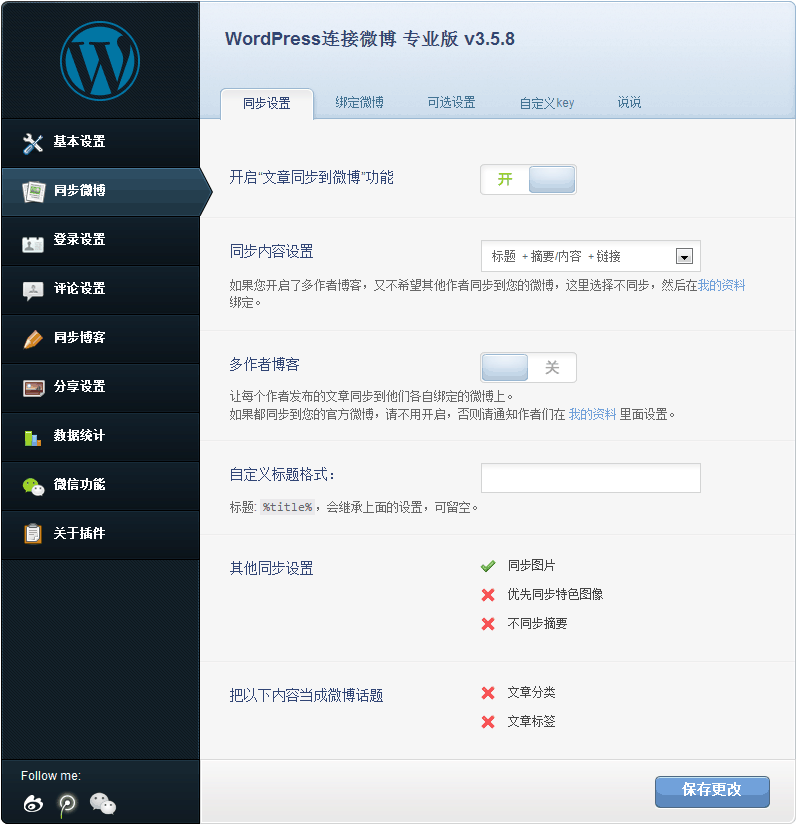 WordPress连接微博 专业版 v3.5.8
同步设置 绑定微博 可选设置 自定义key 说说
基本设置
同步微博
登录设置
评论设置
同步博客
分享设置
数据统计
微信功能
关于插件
Follow me:
开启“文章同步到微博”功能 开
同步内容设置 标题 + 摘要/内容 + 链接
如果您开启了多作者博客，又不希望其他作者同步到您的微博，这里选择不同步，然后在我的资料
绑定。
多作者博客 关
让每个作者发布的文章同步到他们各自绑定的微博上。
如果都同步到您的官方微博，请不用开启，否则请通知作者们在 我的资料 里面设置。
自定义标题格式：
标题: %title%，会继承上面的设置，可留空。
其他同步设置 同步图片
优先同步特色图像
不同步摘要
把以下内容当成微博话题 文章分类
文章标签
保存更改